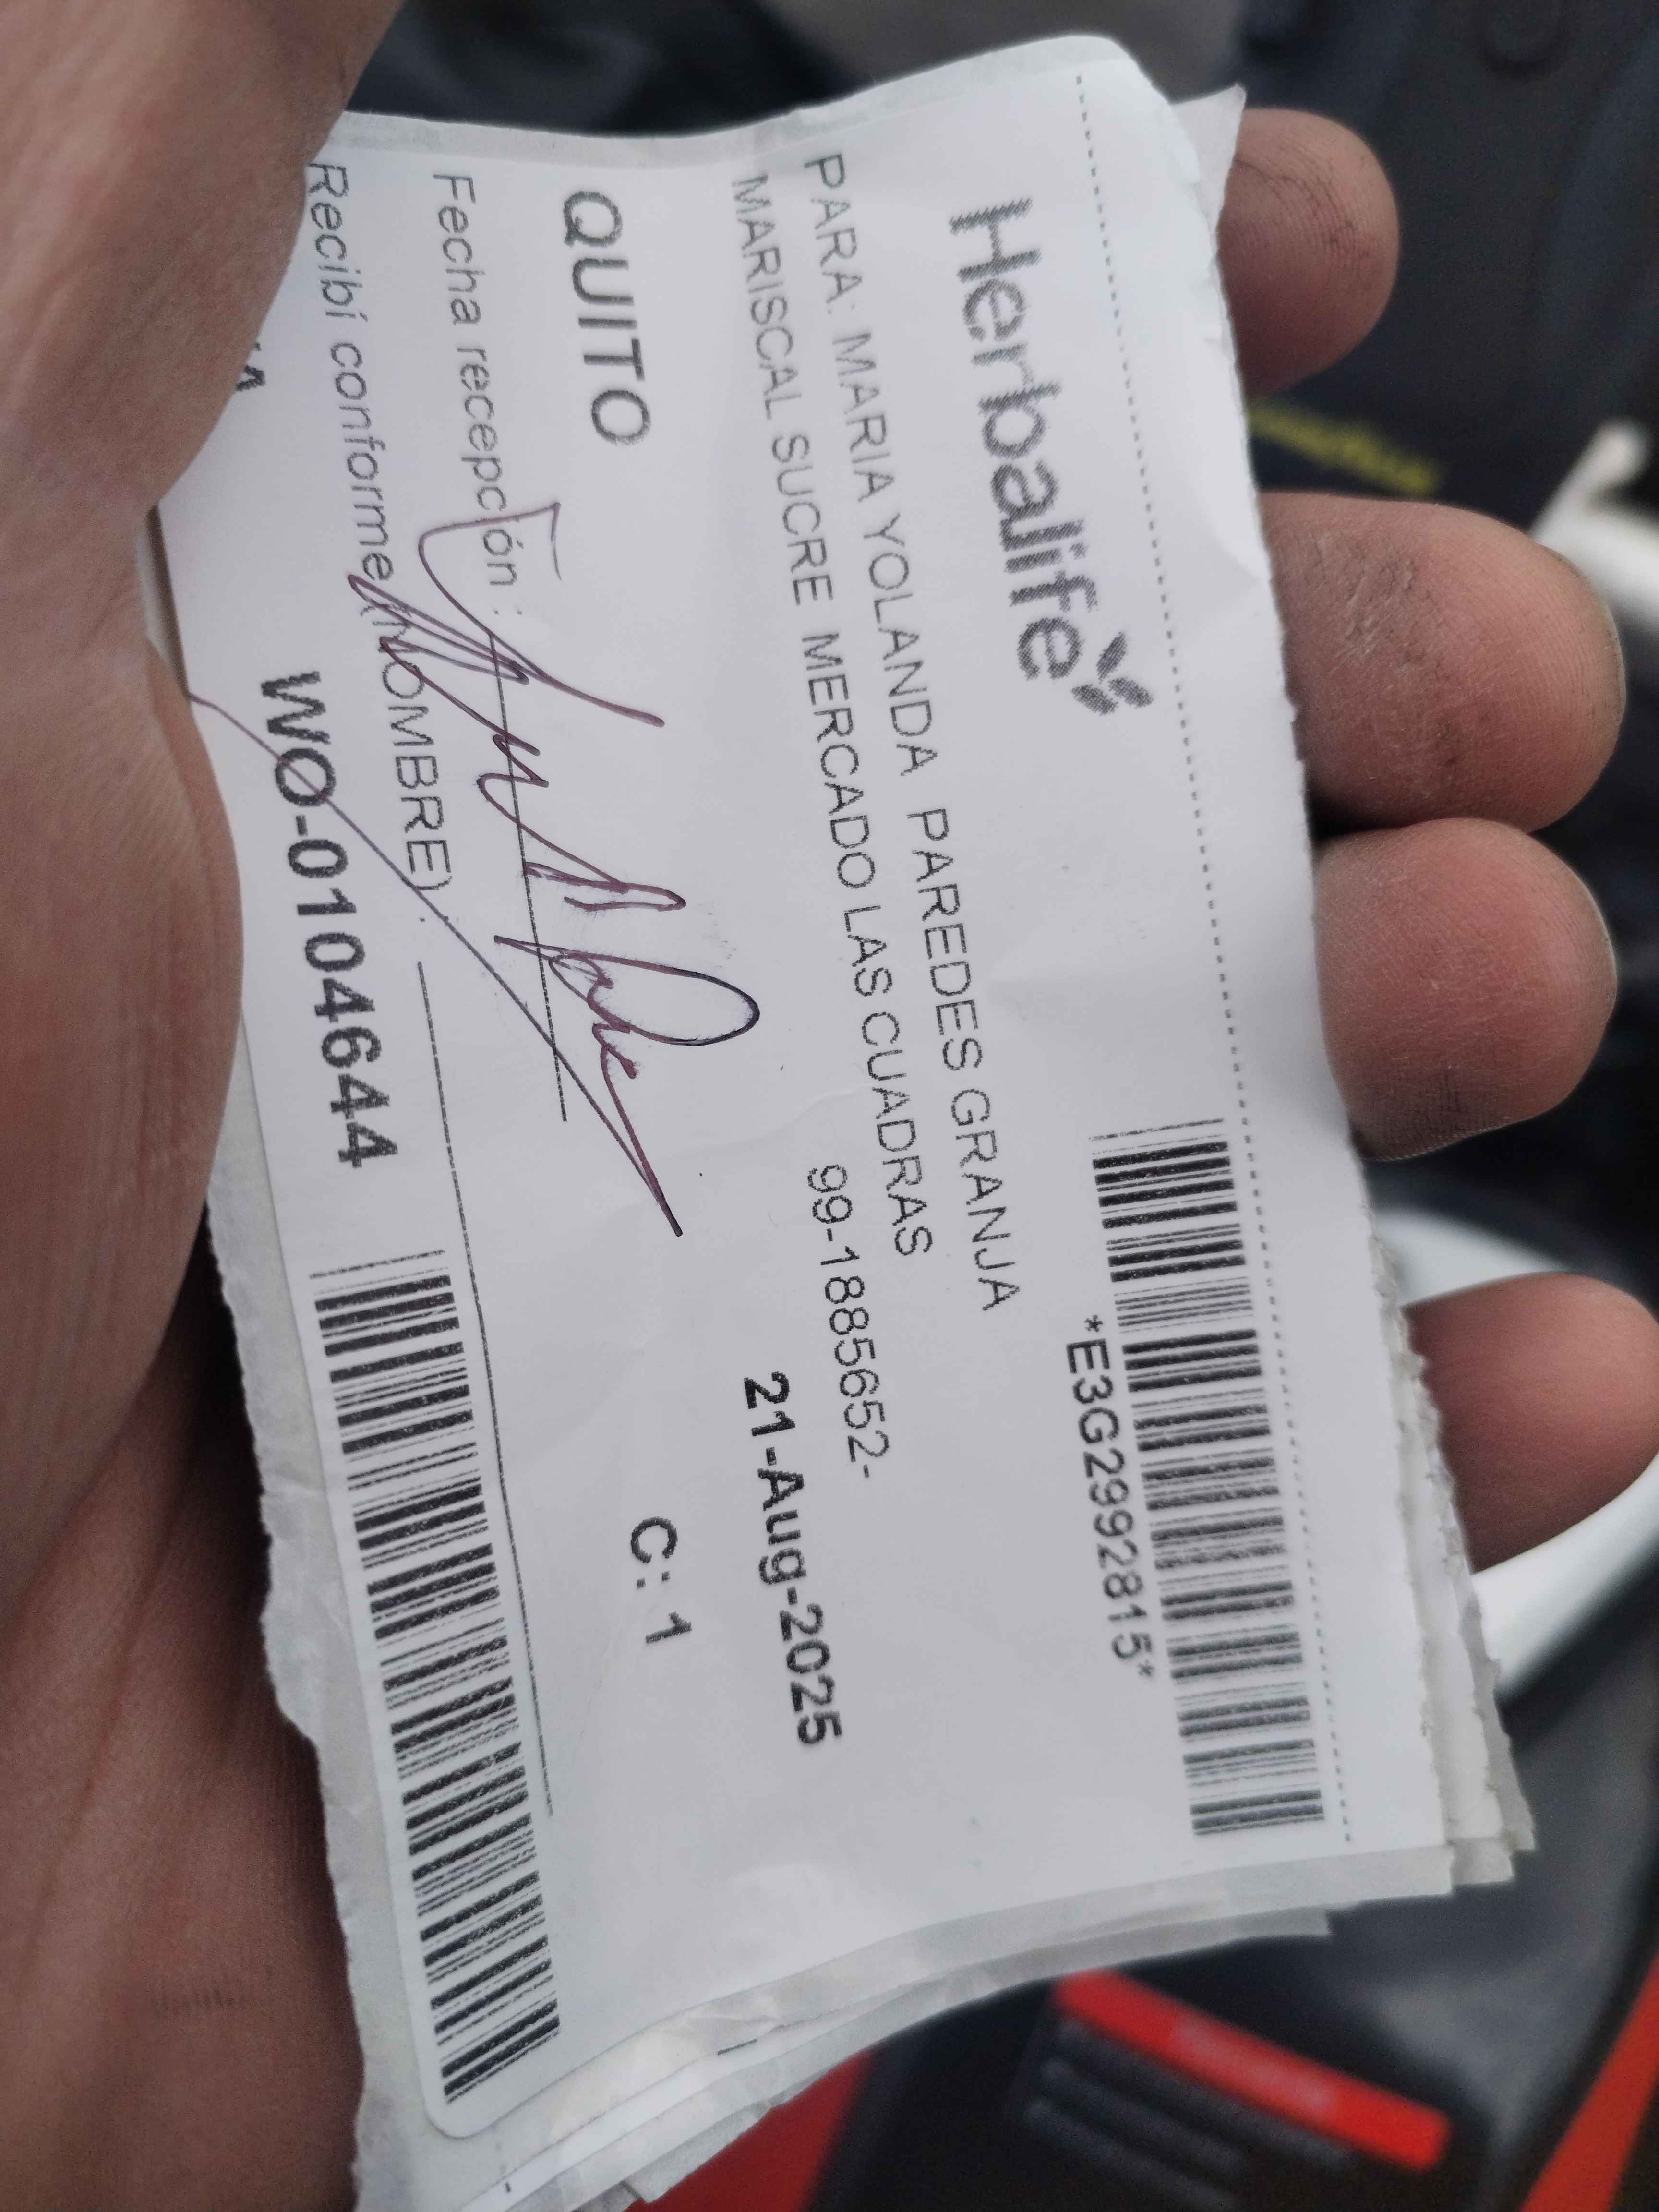 Herbalife
*E3G2992815*
PARA: MARIA YOLANDA PAREDES GRANJA
MARISCAL SUCRE MERCADO LAS CUADRAS
99-1885652-
21-Aug-2025
QUITO
C: 1
Fecha recepción :
Recibí conforme (NOMBRE) :
WO-0104644